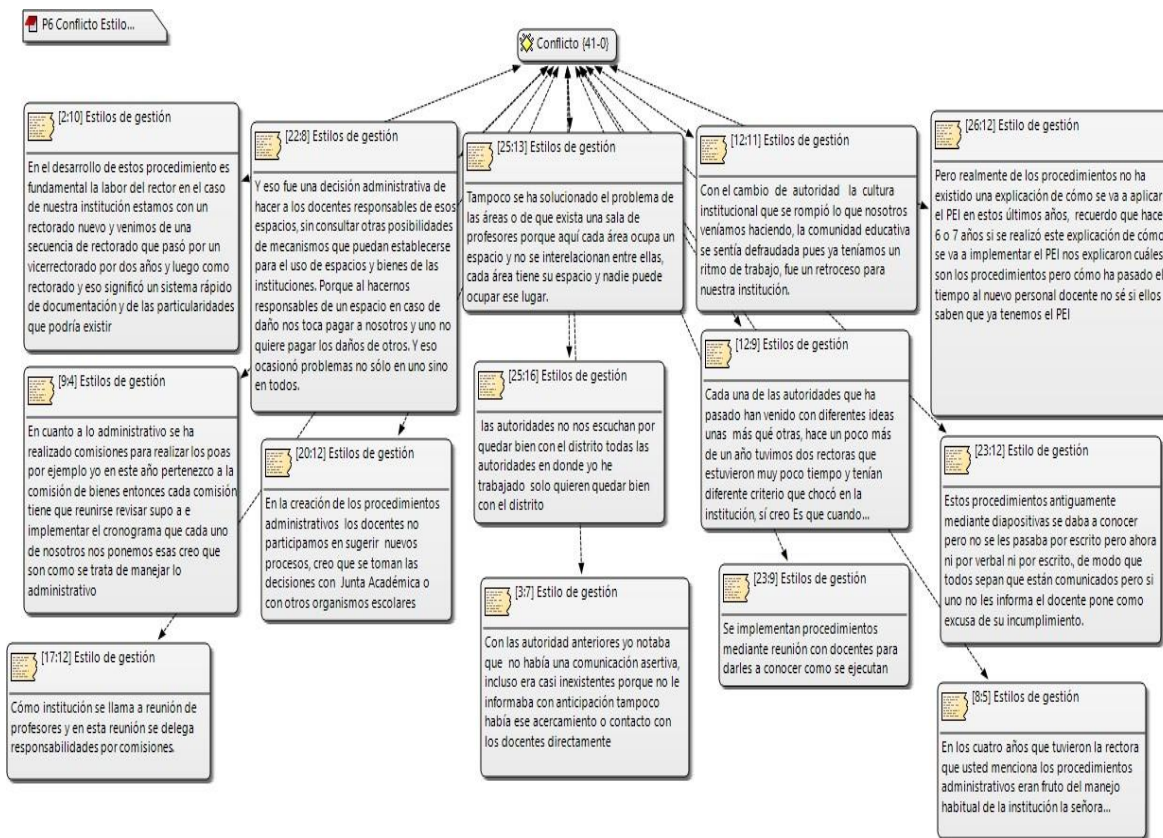 P6 Conflicto Estilo...
Conflicto {41-0}
[2:10] Estilos de gestión
En el desarrollo de estos procedimiento es
fundamental la labor del rector en el caso
de nuestra institución estamos con un
rectorado nuevo y venimos de una
secuencia de rectorado que pasó por un
vicerrectorado por dos años y luego como
rectorado y eso significó un sistema rápido
de documentación y de las particularidades
que podría existir
[22:8] Estilos de gestión
Y eso fue una decisión administrativa de
hacer a los docentes responsables de esos
espacios, sin consultar otras posibilidades
de mecanismos que puedan establecerse
para el uso de espacios y bienes de las
instituciones. Porque al hacernos
responsables de un espacio en caso de
daño nos toca pagar a nosotros y uno no
quiere pagar los daños de otros. Y eso
ocasionó problemas no sólo en uno sino
en todos.
[25:13] Estilos de gestión
Tampoco se ha solucionado el problema de
las áreas o de que exista una sala de
profesores porque aquí cada área ocupa un
espacio y no se interelacionan entre ellas,
cada área tiene su espacio y nadie puede
ocupar ese lugar.
[12:11] Estilos de gestión
Con el cambio de autoridad la cultura
institucional que se rompió lo que nosotros
veníamos haciendo, la comunidad educativa
se sentía defraudada pues ya teníamos un
ritmo de trabajo, fue un retroceso para
nuestra institución.
[26:12] Estilo de gestión
Pero realmente de los procedimientos no ha
existido una explicación de cómo se va a aplicar
el PEI en estos últimos años, recuerdo que hace
6 o 7 años si se realizó este explicación de cómo
se va a implementar el PEI nos explicaron cuáles
son los procedimientos pero cómo ha pasado el
tiempo al nuevo personal docente no sé si ellos
saben que ya tenemos el PEI
[9:4] Estilos de gestión
En cuanto a lo administrativo se ha
realizado comisiones para realizar los poas
por ejemplo yo en este año pertenezco a la
comisión de bienes entonces cada comisión
tiene que reunirse revisar supo a e
implementar el cronograma que cada uno
de nosotros nos ponemos esas creo que
son como se trata de manejar lo
administrativo
[20:12] Estilos de gestión
En la creación de los procedimientos
administrativos los docentes no
participamos en sugerir nuevos
procesos, creo que se toman las
decisiones con Junta Académica o
con otros organismos escolares
[25:16] Estilos de gestión
las autoridades no nos escuchan por
quedar bien con el distrito todas las
autoridades en donde yo he
trabajado solo quieren quedar bien
con el distrito
[12:9] Estilos de gestión
Cada una de las autoridades que ha
pasado han venido con diferentes ideas
unas más qué otras, hace un poco más
de un año tuvimos dos rectoras que
estuvieron muy poco tiempo y tenían
diferente criterio que chocó en la
institución, sí creo Es que cuando...
[23:12] Estilos de gestión
Estos procedimientos antiguamente
mediante diapositivas se daba a conocer
pero no se les pasaba por escrito pero ahora
ni por verbal ni por escrito., de modo que
todos sepan que están comunicados pero si
uno no les informa el docente pone como
excusa de su incumplimiento.
[17:12] Estilo de gestión
Cómo institución se llama a reunión de
profesores y en esta reunión se delega
responsabilidades por comisiones.
[3:7] Estilo de gestión
Con las autoridad anteriores yo notaba
que no había una comunicación asertiva,
incluso era casi inexistentes porque no le
informaba con anticipación tampoco
había ese acercamiento o contacto con
los docentes directamente
[23:9] Estilos de gestión
Se implementan procedimientos
mediante reunión con docentes para
darles a conocer como se ejecutan
[8:5] Estilos de gestión
En los cuatro años que tuvieron la rectora
que usted menciona los procedimientos
administrativos eran fruto del manejo
habitual de la institución la señora...